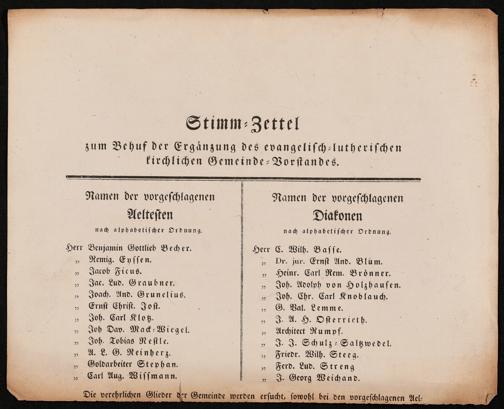 Stimm-Zettel
zum Behuf der Ergänzung des evangelisch-lutherischen
kirchlichen Gemeinde-Vorstandes.
Namen der vorgeschlagenen
Aeltesten
nach alphabetischer Ordnung.
Herr Benjamin Gottlieb Becher.
„ Remig. Eyssen.
„ Jacob Ficus.
„ Jac. Lud. Graubner.
„ Joach. And. Grunelius.
„ Ernst Christ. Jost.
„ Joh. Carl Klotz.
„ Joh Dav. Mack-Wiegel.
„ Joh. Tobias Restle.
„ A. L. G. Reinherz.
„ Goldarbeiter Stephan.
„ Carl Aug. Wissmann.
Namen der vorgeschlagenen
Diakonen
nach alphabetischer Ordnung.
Herr C. Wilh. Basse.
„ Dr. jur. Ernst And. Blum.
„ Heinr. Carl Rem. Brönner.
„ Joh. Adolph von Holzhausen.
„ Joh. Chr. Carl Knoblauch.
„ G. Val. Lemme.
„ J. A. H. Osterrieth.
„ Architect Rumpf.
„ J. J. Schulz-Saltzwedel.
„ Friedr. Wilh. Steeg.
„ Ferd. Lud. Streng
„ J. Georg Weichand.
Die verehrlichen Glieder der Gemeinde werden ersucht, sowohl bei den vorgeschlagenen Ael-